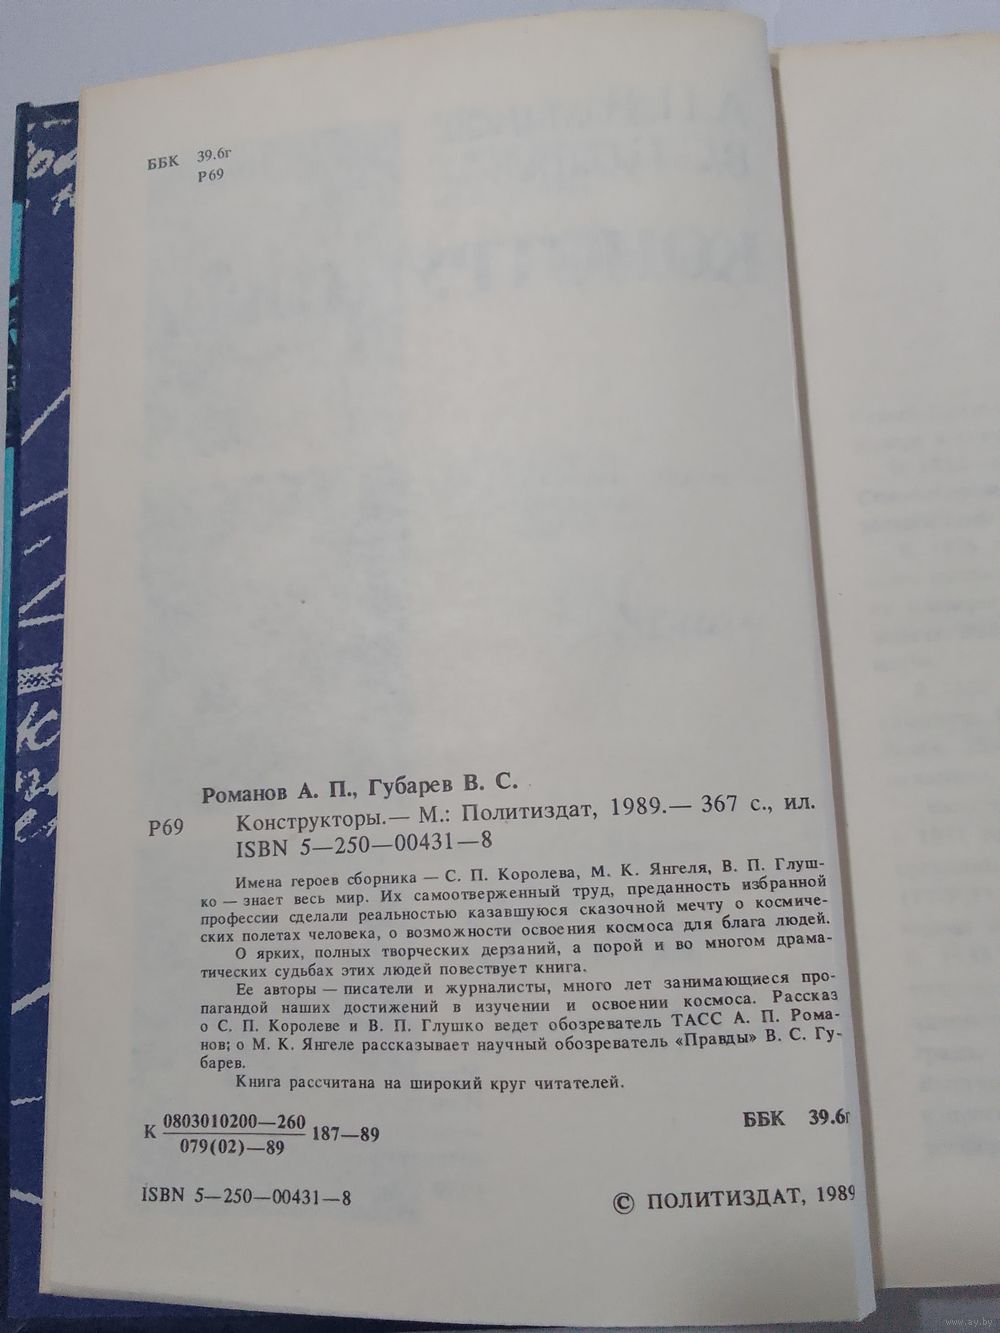 ББК 39.6г
Р69
Романов А. П., Губарев В. С.
Р69 Конструкторы.— М.: Политиздат, 1989.— 367 с., ил.
ISBN 5—250—00431—8
Имена героев сборника — С. П. Королева, М. К. Янгеля, В. П. Глуш-
ко — знает весь мир. Их самоотверженный труд, преданность избранной
профессии сделали реальностью казавшуюся сказочной мечту о космиче-
ских полетах человека, о возможности освоения космоса для блага людей.
О ярких, полных творческих дерзаний, а порой и во многом драма-
тических судьбах этих людей повествует книга.
Ее авторы — писатели и журналисты, много лет занимающиеся про-
пагандой наших достижений в изучении и освоении космоса. Рассказ
о С. П. Королеве и В. П. Глушко ведет обозреватель ТАСС А. П. Рома-
нов; о М. К. Янгеле рассказывает научный обозреватель «Правды» В. С. Гу-
барев.
Книга рассчитана на широкий круг читателей.
К 0803010200—260 187—89
079(02)—89
ББК 39.6г
ISBN 5—250—00431—8
© ПОЛИТИЗДАТ, 1989
www.ay.by